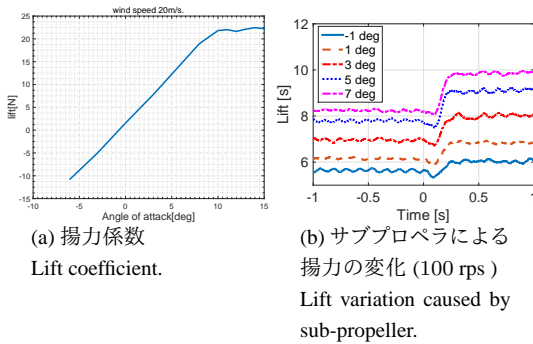 wind speed 20m/s.
25
20
15
10
5
0
-5
-10
-15
lift[N]
-10 -5 0 5 10 15
Angle of attack[deg]
(a) 揚力係数
Lift coefficient.
-1 deg
1 deg
3 deg
5 deg
7 deg
12
10
8
6
Lift [s]
-1 -0.5 0 0.5 1
Time [s]
(b) サブプロペラによる
揚力の変化 (100 rps )
Lift variation caused by
sub-propeller.